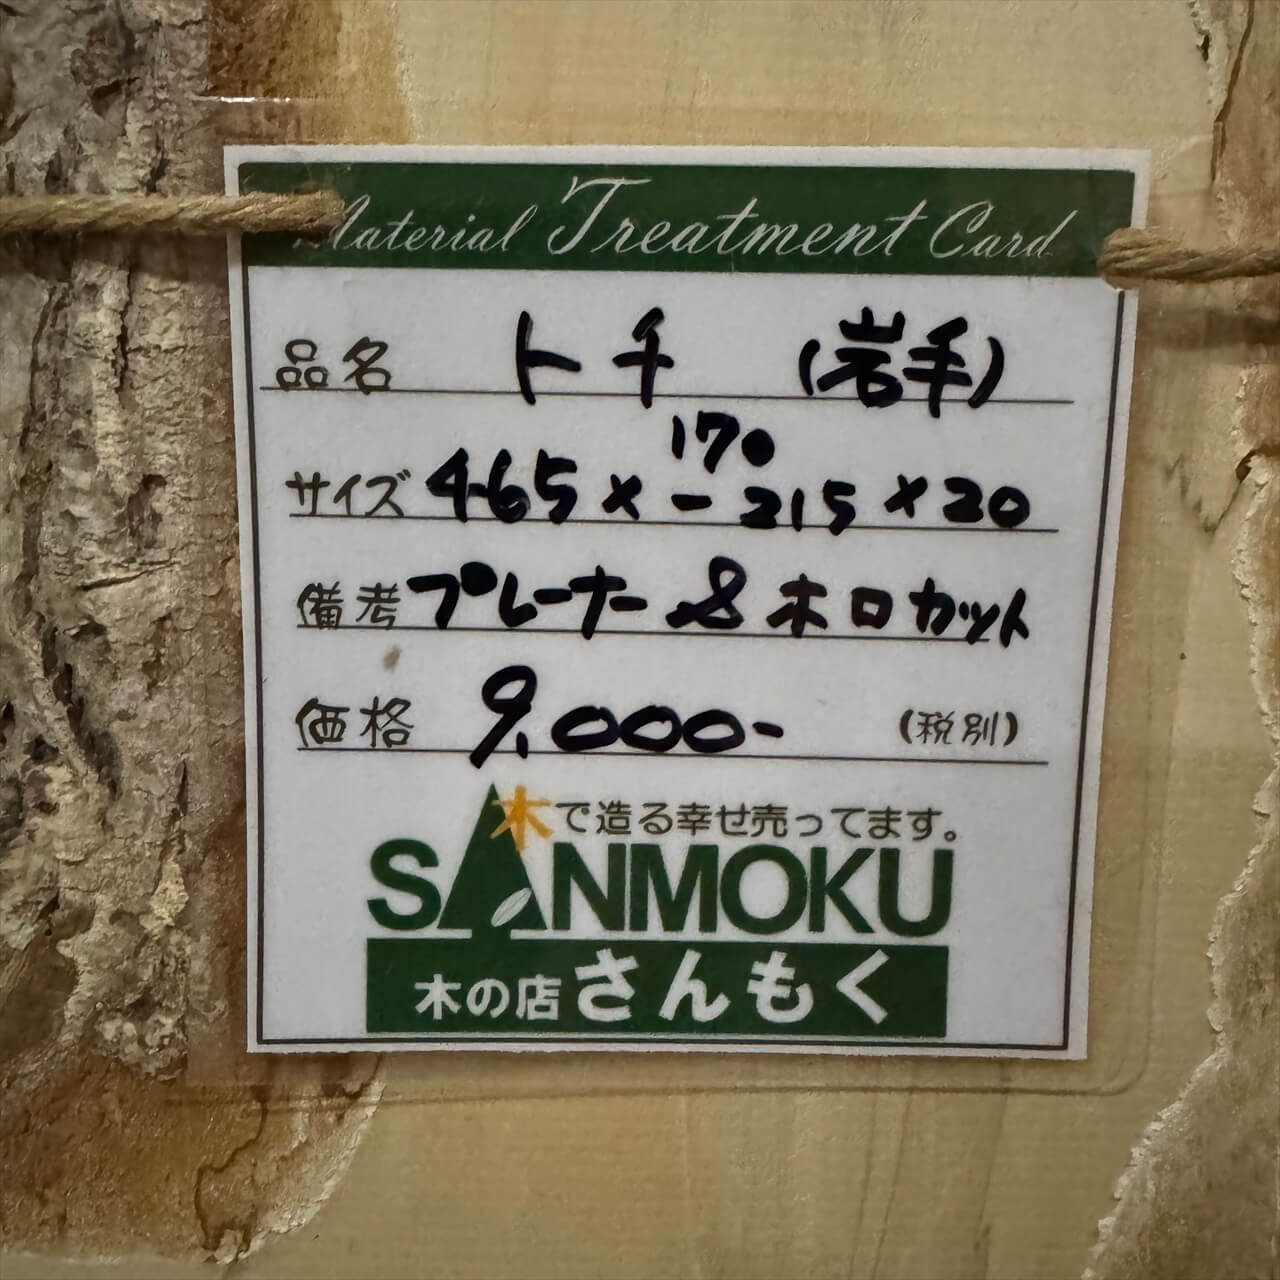 Material Treatment Card
品名 トチ (岩手)
サイズ 465 × 170 - 215 × 20
備考 プレーナー & 木口カット
価格 9,000- (税別)
木で造る幸せ売ってます。
SANMOKU
木の店 さんもく